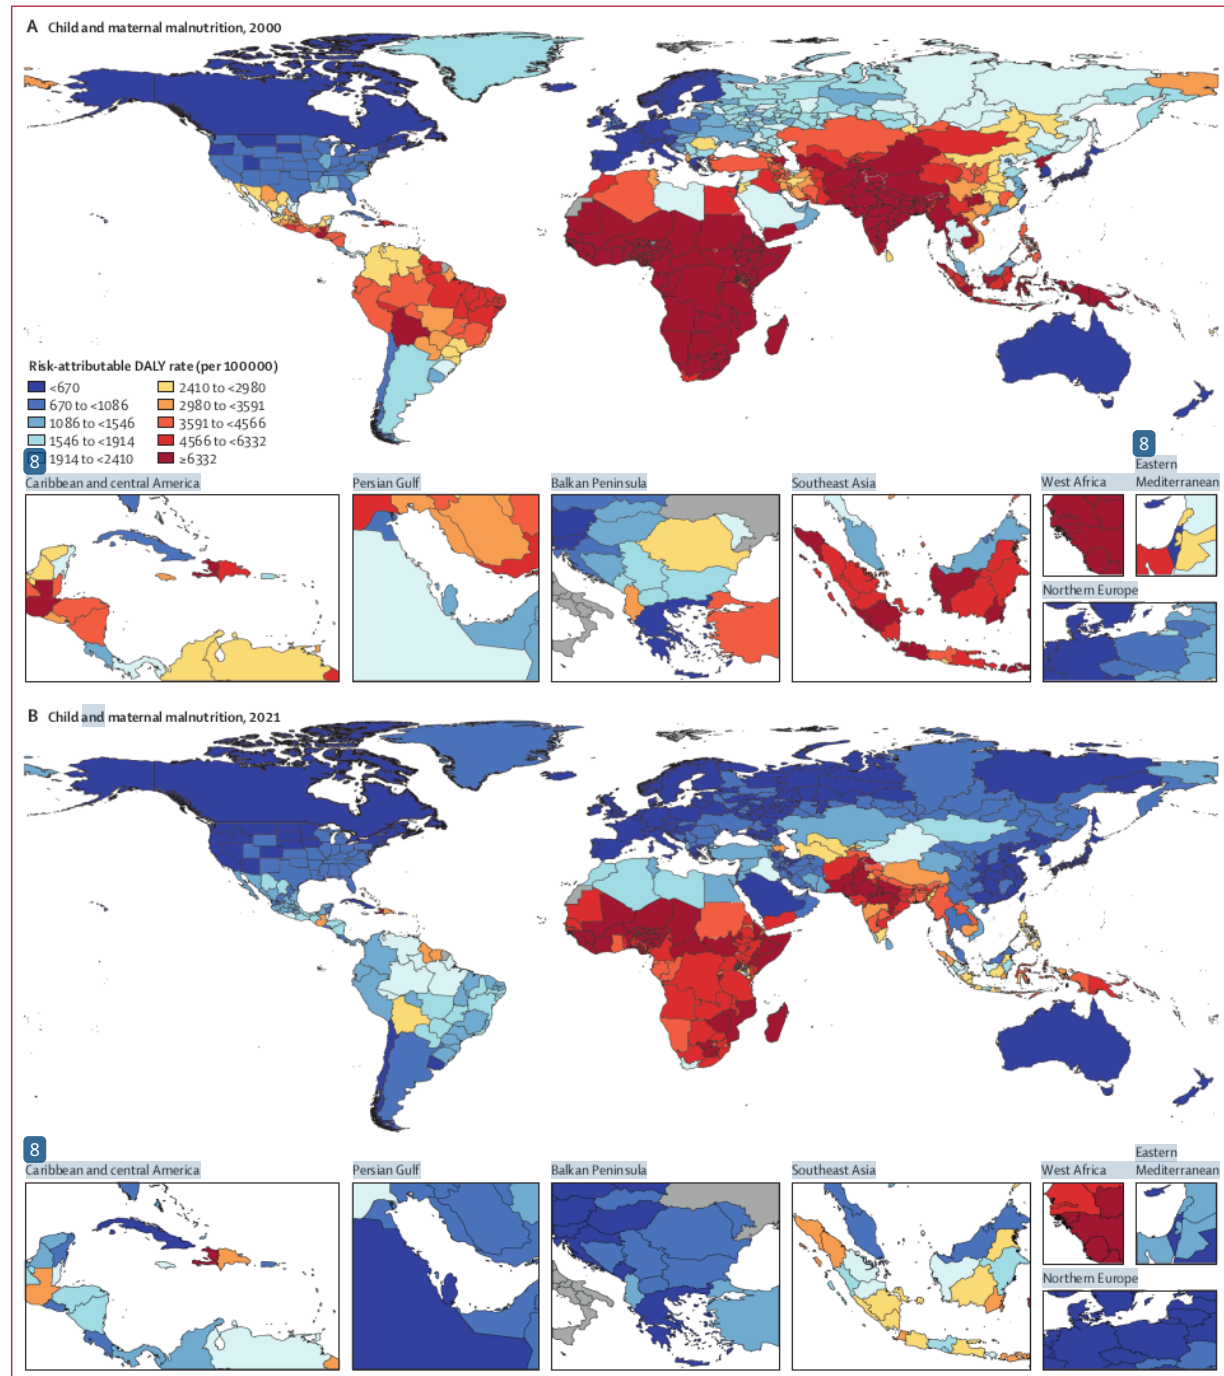 A Child and maternal malnutrition, 2000
Risk-attributable DALY rate (per 100000)
<670
670 to <1086
1086 to <1546
1546 to <1914
1914 to <2410
2410 to <2980
2980 to <3591
3591 to <4566
4566 to <6332
≥6332
8
8
Caribbean and central America
Persian Gulf
Balkan Peninsula
Southeast Asia
West Africa
Eastern
Mediterranean
Northern Europe
B Child and maternal malnutrition, 2021
8
Caribbean and central America
Persian Gulf
Balkan Peninsula
Southeast Asia
West Africa
Eastern
Mediterranean
Northern Europe